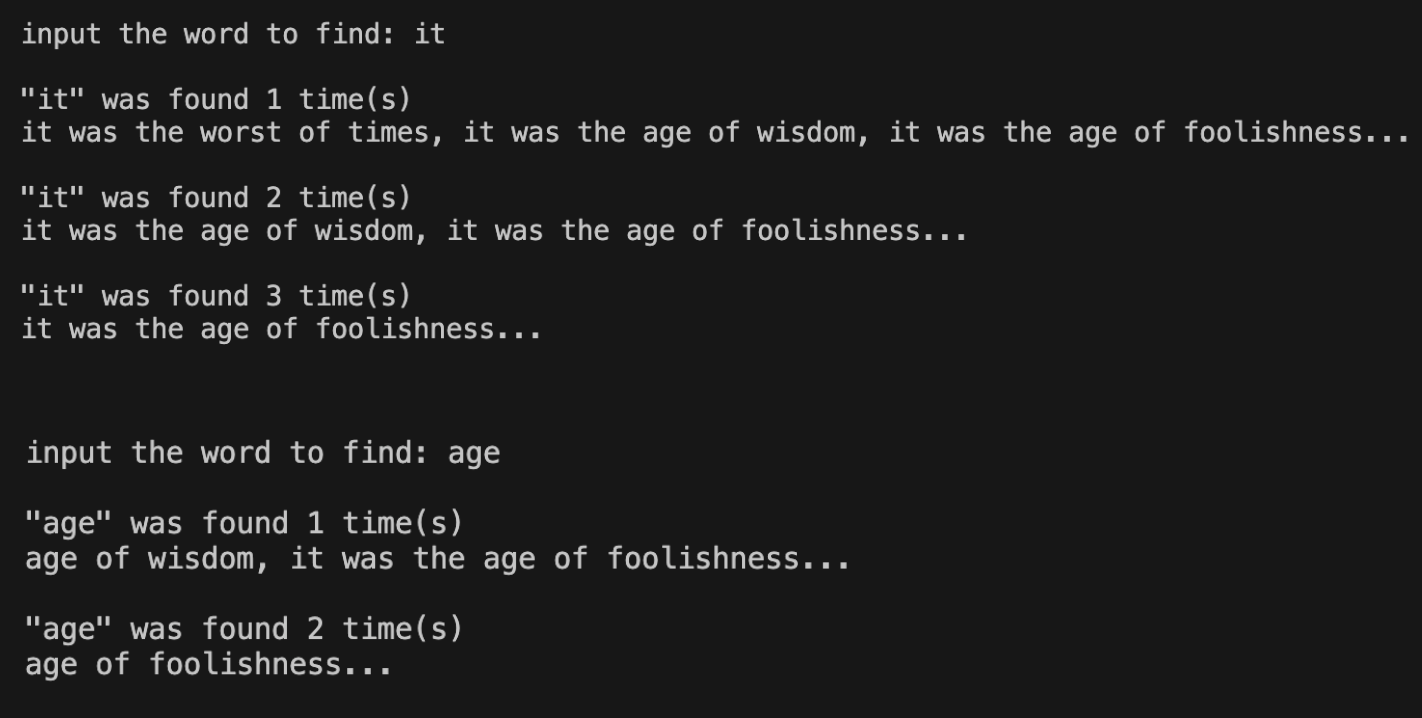 input the word to find: it
"it" was found 1 time(s)
it was the worst of times, it was the age of wisdom, it was the age of foolishness...
"it" was found 2 time(s)
it was the age of wisdom, it was the age of foolishness...
"it" was found 3 time(s)
it was the age of foolishness...
input the word to find: age
"age" was found 1 time(s)
age of wisdom, it was the age of foolishness...
"age" was found 2 time(s)
age of foolishness...